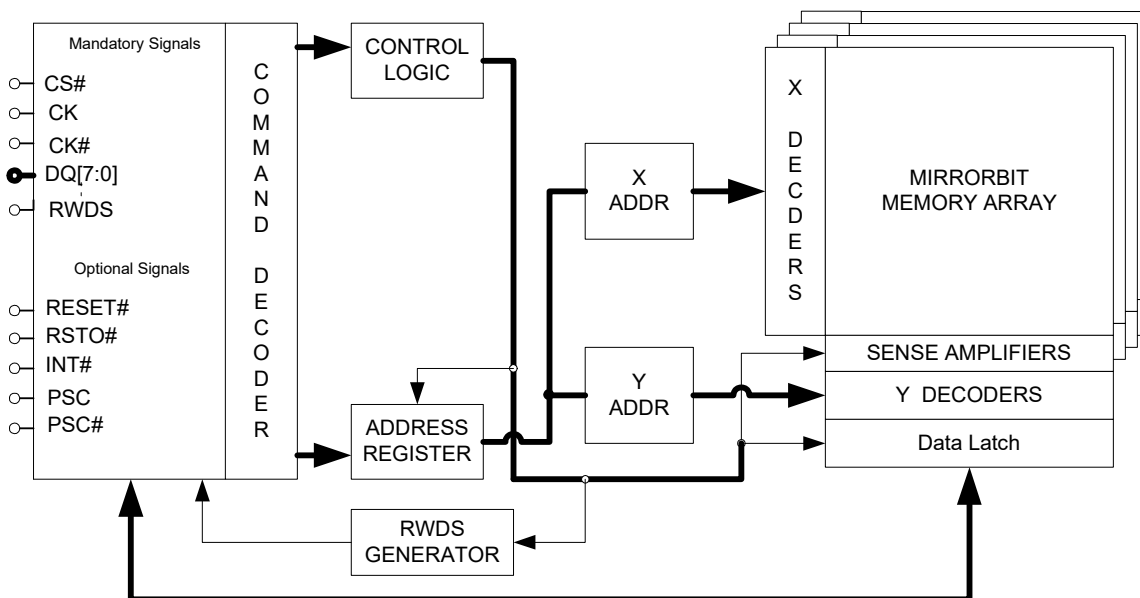 Mandatory Signals
CS#
CK
CK#
DQ[7:0]
RWDS
Optional Signals
RESET#
RSTO#
INT#
PSC
PSC#
COMMAND DECODER
CONTROL
LOGIC
ADDRESS
REGISTER
RWDS
GENERATOR
X
ADDR
Y
ADDR
X DECDERS
MIRRORBIT
MEMORY ARRAY
SENSE AMPLIFIERS
Y DECODERS
Data Latch